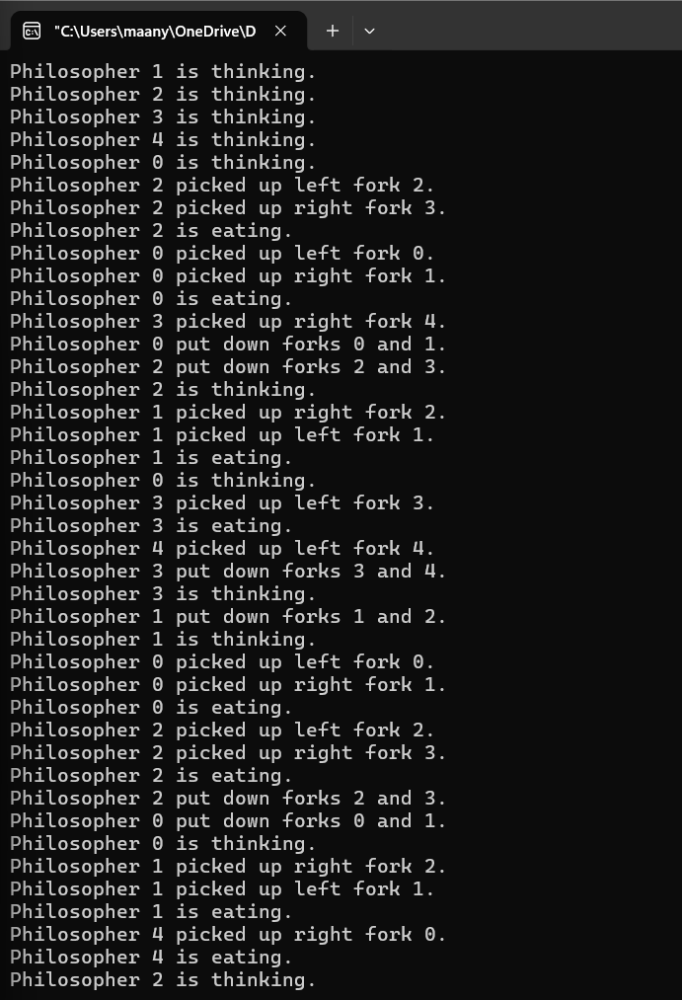 "C:\Users\maany\OneDrive\D
Philosopher 1 is thinking.
Philosopher 2 is thinking.
Philosopher 3 is thinking.
Philosopher 4 is thinking.
Philosopher 0 is thinking.
Philosopher 2 picked up left fork 2.
Philosopher 2 picked up right fork 3.
Philosopher 2 is eating.
Philosopher 0 picked up left fork 0.
Philosopher 0 picked up right fork 1.
Philosopher 0 is eating.
Philosopher 3 picked up right fork 4.
Philosopher 0 put down forks 0 and 1.
Philosopher 2 put down forks 2 and 3.
Philosopher 2 is thinking.
Philosopher 1 picked up right fork 2.
Philosopher 1 picked up left fork 1.
Philosopher 1 is eating.
Philosopher 0 is thinking.
Philosopher 3 picked up left fork 3.
Philosopher 3 is eating.
Philosopher 4 picked up left fork 4.
Philosopher 3 put down forks 3 and 4.
Philosopher 3 is thinking.
Philosopher 1 put down forks 1 and 2.
Philosopher 1 is thinking.
Philosopher 0 picked up left fork 0.
Philosopher 0 picked up right fork 1.
Philosopher 0 is eating.
Philosopher 2 picked up left fork 2.
Philosopher 2 picked up right fork 3.
Philosopher 2 is eating.
Philosopher 2 put down forks 2 and 3.
Philosopher 0 put down forks 0 and 1.
Philosopher 0 is thinking.
Philosopher 1 picked up right fork 2.
Philosopher 1 picked up left fork 1.
Philosopher 1 is eating.
Philosopher 4 picked up right fork 0.
Philosopher 4 is eating.
Philosopher 2 is thinking.